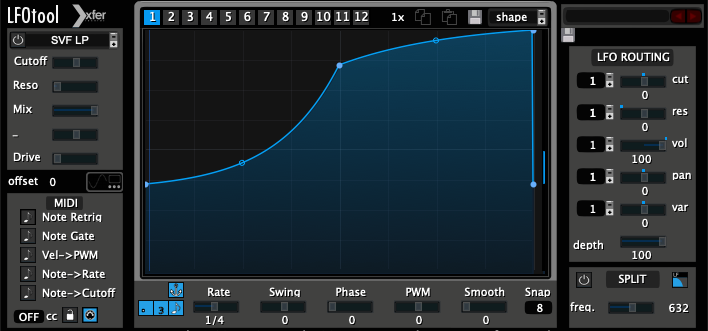 LFOtool xfer
1 2 3 4 5 6 7 8 9 10 11 12 1x shape
SVF LP
Cutoff
Reso
Mix
–
Drive
offset 0
MIDI
Note Retrig
Note Gate
Vel->PWM
Note->Rate
Note->Cutoff
OFF cc
Rate Swing Phase PWM Smooth Snap
3
1/4 0 0 0 0 8
LFO ROUTING
1 cut
0
1 res
0
1 vol
100
1 pan
0
1 var
0
depth
100
SPLIT
freq. 632